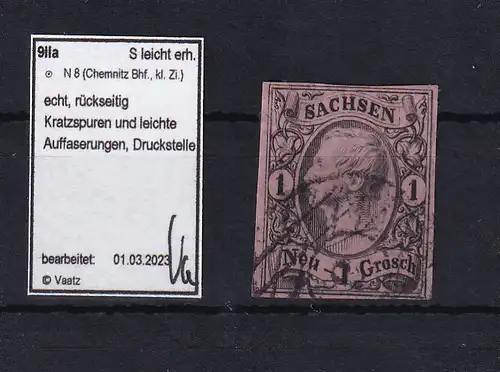 9IIa S leicht erh.
⊙ N 8 (Chemnitz Bhf., kl. Zi.)
echt, rückseitig
Kratzspuren und leichte
Auffaserungen, Druckstelle
bearbeitet: 01.03.2023
© Vaatz
SACHSEN
1 1
Neu 1 Grosch